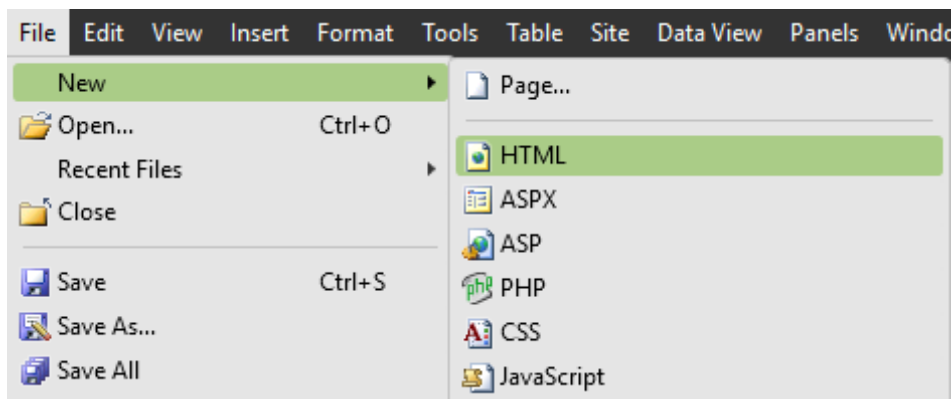 File Edit View Insert Format Tools Table Site Data View Panels
New
Open... Ctrl+O
Recent Files
Close
Save Ctrl+S
Save As...
Save All
Page...
HTML
ASPX
ASP
php PHP
CSS
JavaScript